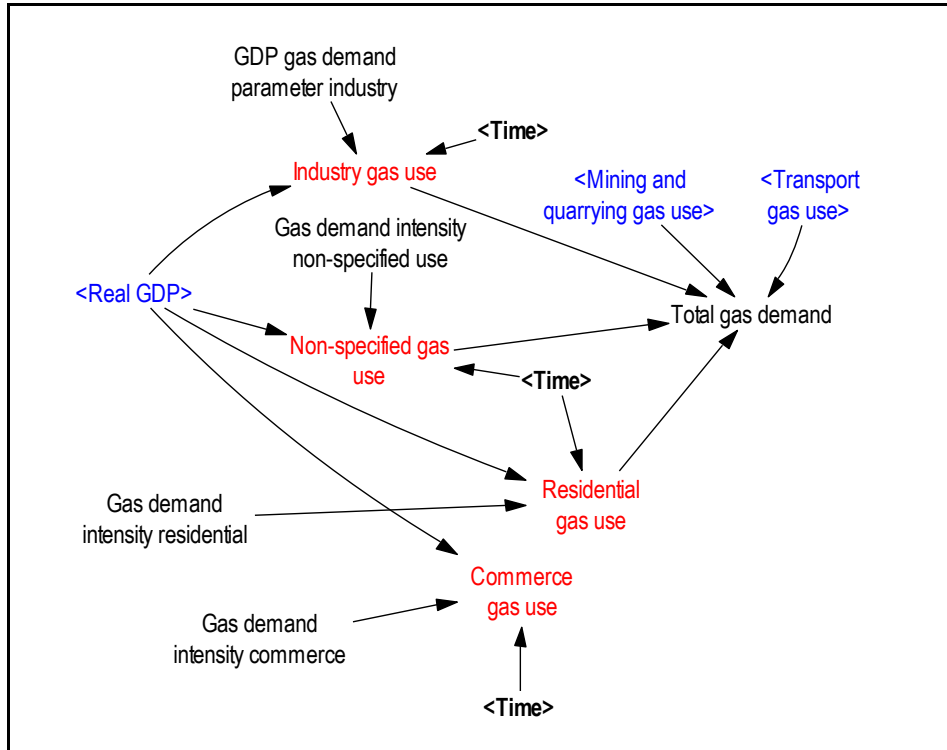 GDP gas demand
parameter industry
<Time>
Industry gas use
<Mining and
quarrying gas use>
<Transport
gas use>
Gas demand intensity
non-specified use
<Real GDP>
Total gas demand
Non-specified gas
use
<Time>
Residential
gas use
Gas demand
intensity residential
Commerce
gas use
Gas demand
intensity commerce
<Time>